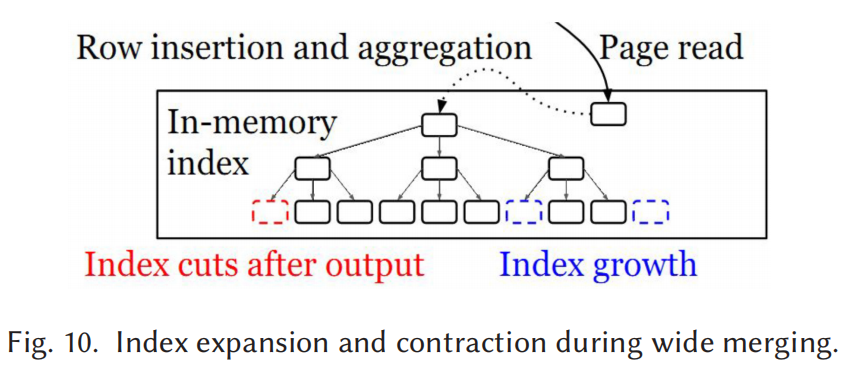 Row insertion and aggregation
Page read
In-memory
index
Index cuts after output
Index growth
Fig. 10. Index expansion and contraction during wide merging.